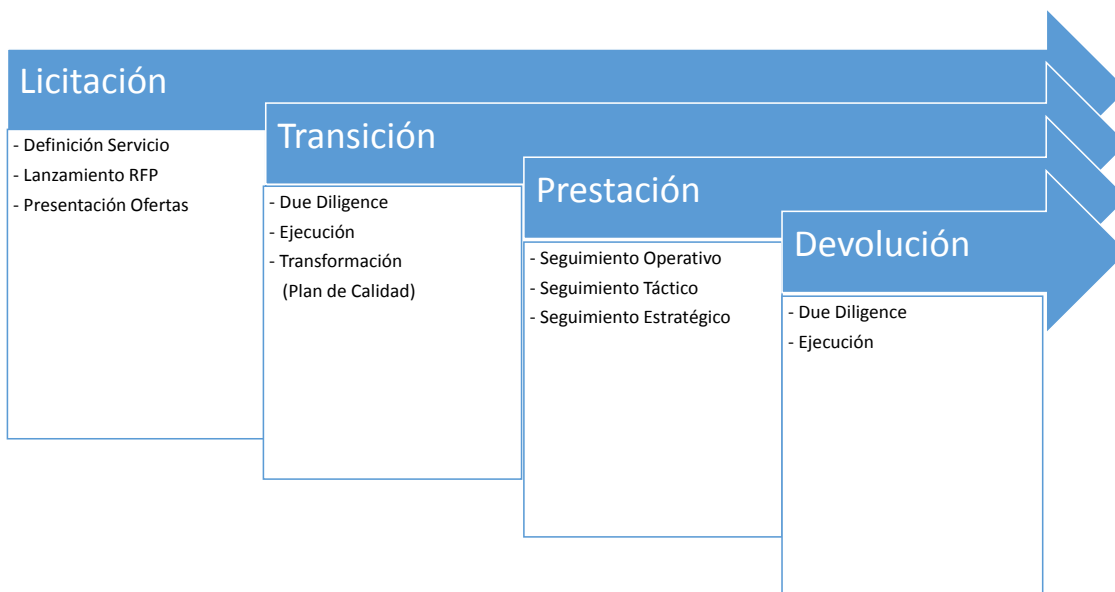 Licitación
- Definición Servicio
- Lanzamiento RFP
- Presentación Ofertas
Transición
- Due Diligence
- Ejecución
- Transformación
(Plan de Calidad)
Prestación
- Seguimiento Operativo
- Seguimiento Táctico
- Seguimiento Estratégico
Devolución
- Due Diligence
- Ejecución